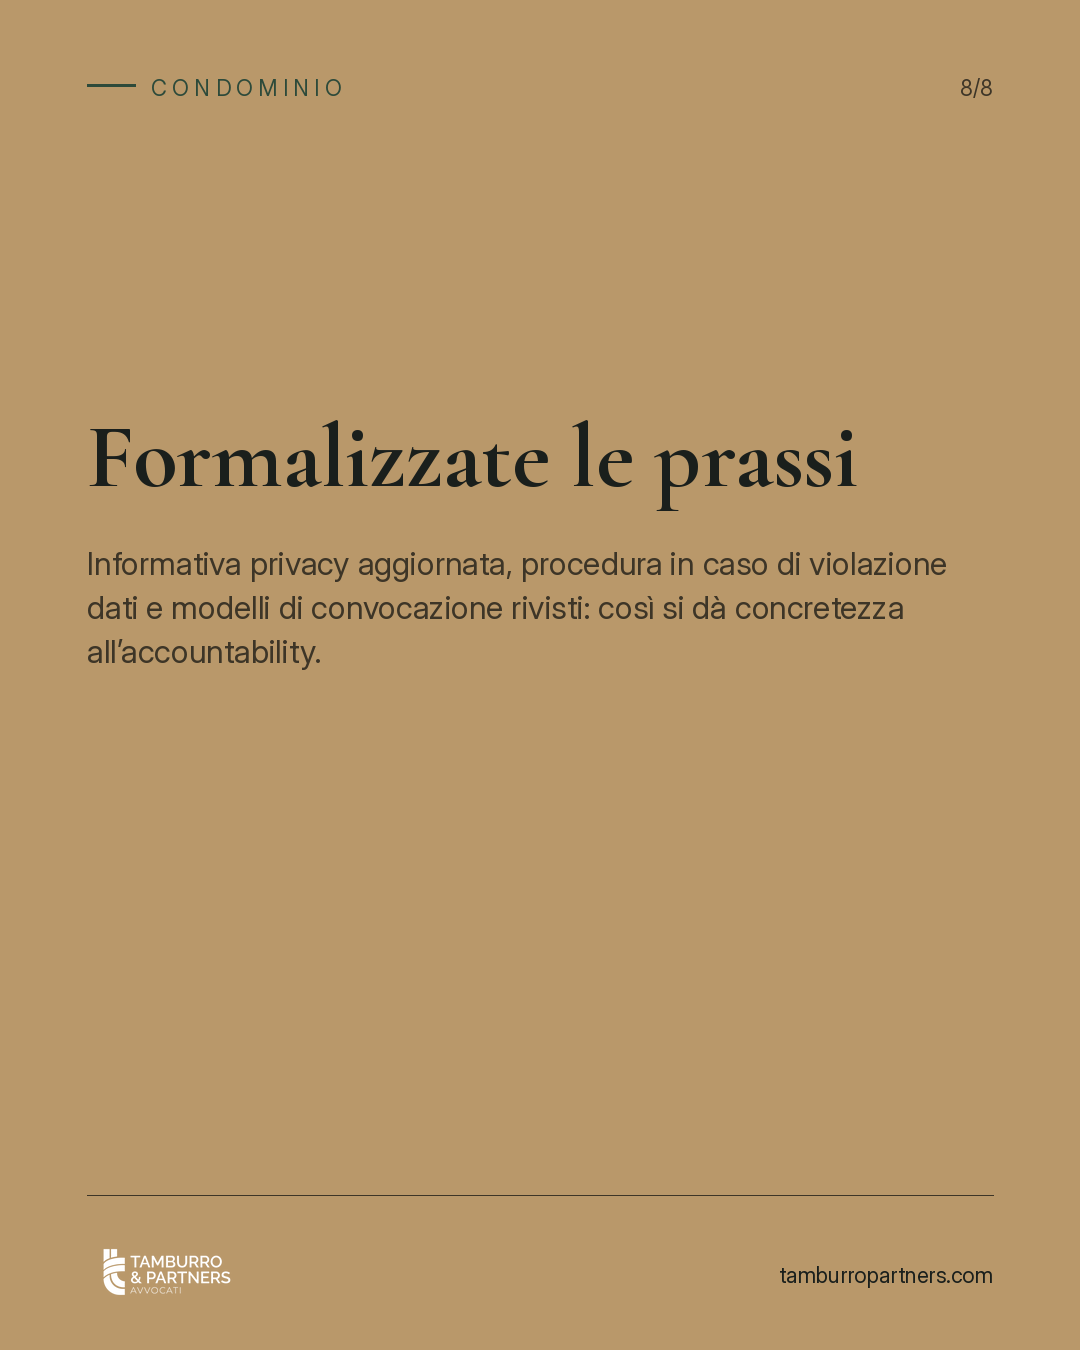 CONDOMINIO
8/8
Formalizzate le prassi
Informativa privacy aggiornata, procedura in caso di violazione
dati e modelli di convocazione rivisti: così si dà concretezza
all’accountability.
TAMBURRO
& PARTNERS
AVVOCATI
tamburropartners.com